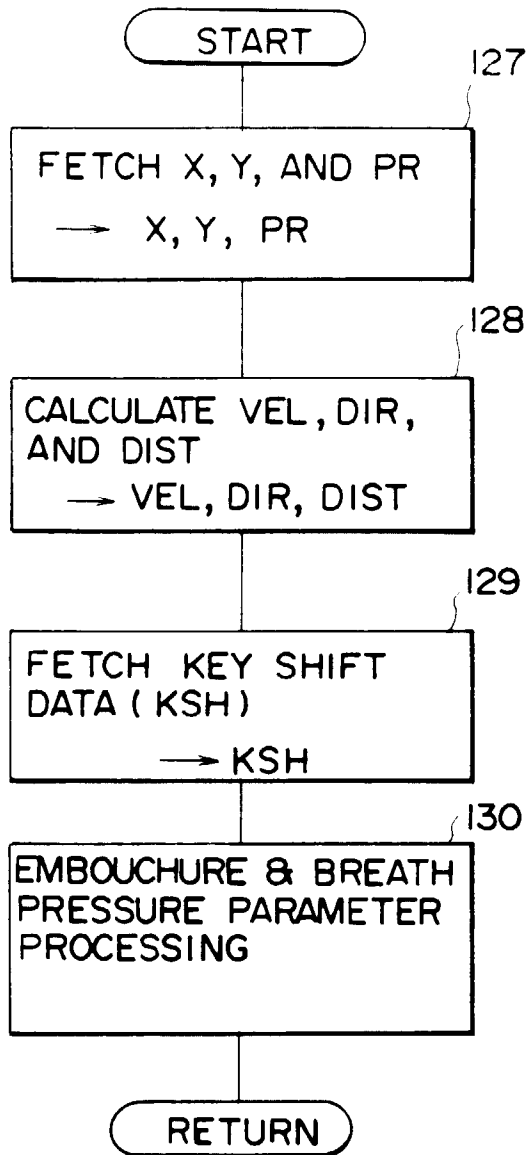 START
127
FETCH X, Y, AND PR
→ X, Y, PR
128
CALCULATE VEL, DIR,
AND DIST
→ VEL, DIR, DIST
129
FETCH KEY SHIFT
DATA (KSH)
→ KSH
130
EMBOUCHURE & BREATH
PRESSURE PARAMETER
PROCESSING
RETURN